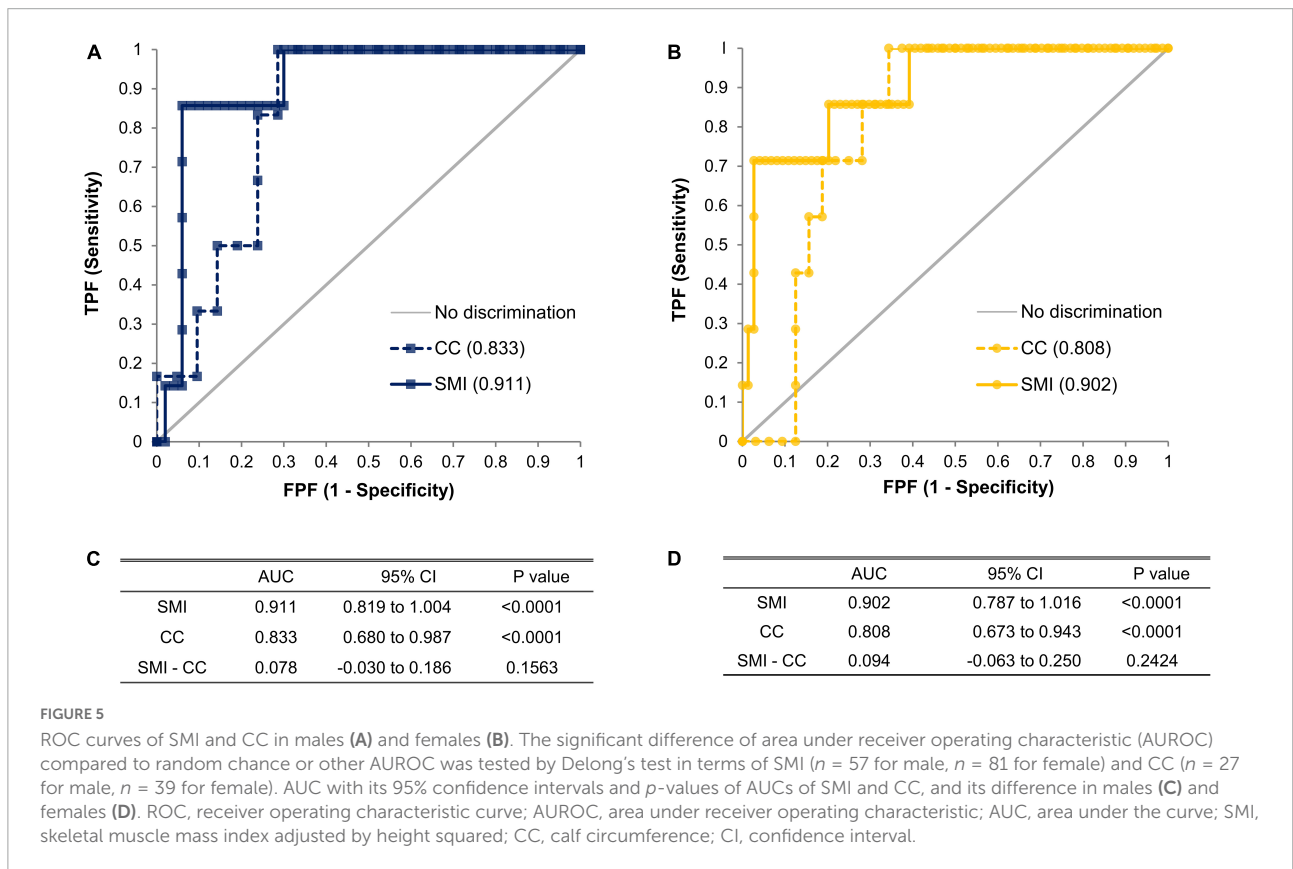 A
1
0.9
0.8
0.7
0.6
0.5
0.4
0.3
0.2
0.1
0
TPF (Sensitivity)
No discrimination
CC (0.833)
SMI (0.911)
0 0.1 0.2 0.3 0.4 0.5 0.6 0.7 0.8 0.9 1
FPF (1 - Specificity)
B
1
0.9
0.8
0.7
0.6
0.5
0.4
0.3
0.2
0.1
0
TPF (Sensitivity)
No discrimination
CC (0.808)
SMI (0.902)
0 0.1 0.2 0.3 0.4 0.5 0.6 0.7 0.8 0.9 1
FPF (1 - Specificity)
C
AUC 95% CI P value
SMI 0.911 0.819 to 1.004 <0.0001
CC 0.833 0.680 to 0.987 <0.0001
SMI - CC 0.078 -0.030 to 0.186 0.1563
D
AUC 95% CI P value
SMI 0.902 0.787 to 1.016 <0.0001
CC 0.808 0.673 to 0.943 <0.0001
SMI - CC 0.094 -0.063 to 0.250 0.2424
FIGURE 5
ROC curves of SMI and CC in males (A) and females (B). The significant difference of area under receiver operating characteristic (AUROC)
compared to random chance or other AUROC was tested by Delong's test in terms of SMI (n = 57 for male, n = 81 for female) and CC (n = 27
for male, n = 39 for female). AUC with its 95% confidence intervals and p-values of AUCs of SMI and CC, and its difference in males (C) and
females (D). ROC, receiver operating characteristic curve; AUROC, area under receiver operating characteristic; AUC, area under the curve; SMI,
skeletal muscle mass index adjusted by height squared; CC, calf circumference; CI, confidence interval.